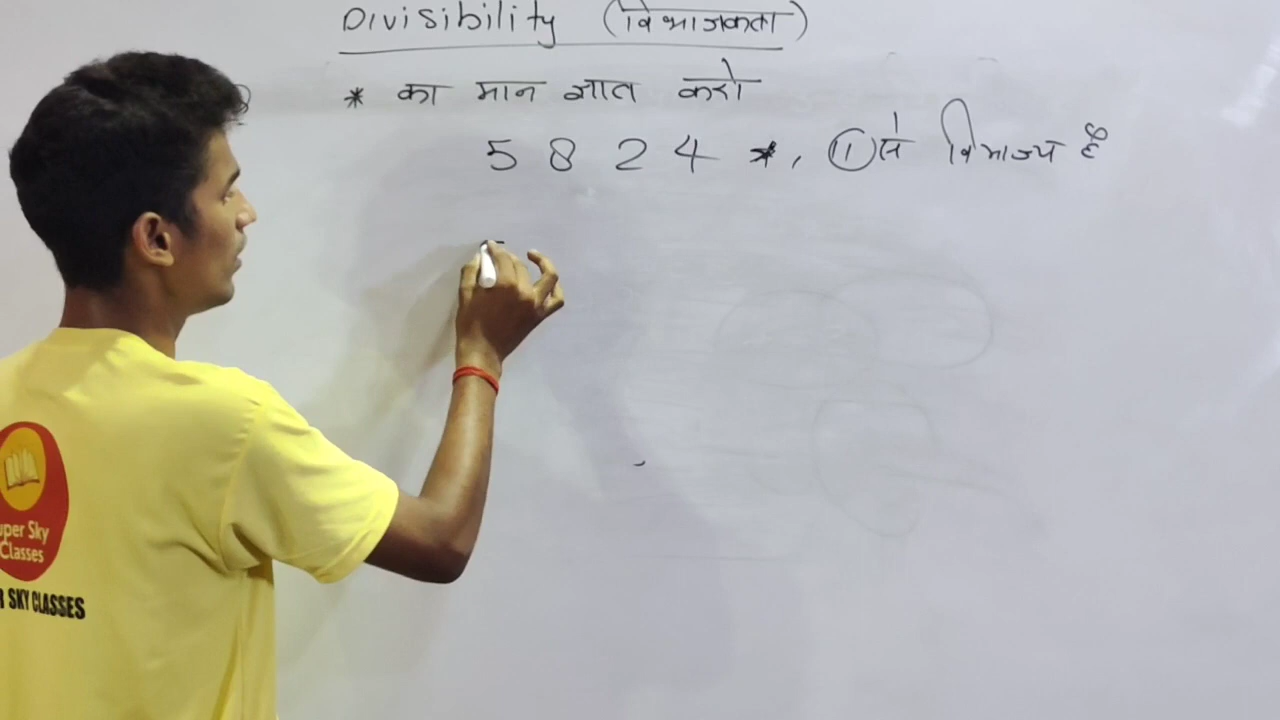 Divisibility (विभाजकता)
* का मान ज्ञात करो
5 8 2 4 *, 11 से विभाज्य है
Super Sky
Classes
SKY CLASSES